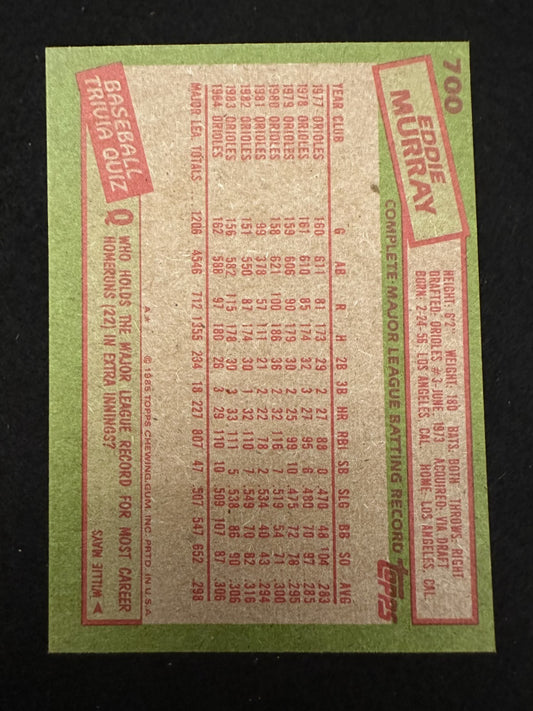 700
EDDIE
MURRAY
HEIGHT: 6'2" WEIGHT: 180 BATS: BOTH THROWS: RIGHT
DRAFTED: ORIOLES #3-JUNE, 1973 ACQUIRED: VIA DRAFT
BORN: 2-24-56, LOS ANGELES, CAL. HOME: LOS ANGELES, CAL.
COMPLETE MAJOR LEAGUE BATTING RECORD
topps
YEAR CLUB G AB R H 2B 3B HR RBI SB SLG BB SO AVG
1977 ORIOLES 160 611 81 173 29 2 27 88 0 .470 48 104 .283
1978 ORIOLES 161 610 85 174 32 3 27 95 6 .480 70 97 .285
1979 ORIOLES 159 606 90 179 30 2 25 99 10 .475 72 78 .295
1980 ORIOLES 158 621 100 186 36 2 32 116 7 .519 54 71 .300
1981 ORIOLES 99 378 57 111 21 2 22 78 2 .534 40 43 .294
1982 ORIOLES 151 550 87 174 30 1 32 110 7 .549 70 82 .316
1983 ORIOLES 156 582 115 178 30 3 33 111 5 .538 86 90 .306
1984 ORIOLES 162 588 97 180 26 3 29 110 10 .509 107 87 .306
MAJOR LEA. TOTALS 1206 4546 712 1355 234 18 227 807 47 .507 547 652 .298
A* © 1985 TOPPS CHEWING GUM, INC. PRTD. IN U.S.A.
BASEBALL
TRIVIA QUIZ
Q WHO HOLDS THE MAJOR LEAGUE RECORD FOR MOST CAREER
HOMERUNS (22) IN EXTRA INNINGS?
A WILLIE MAYS